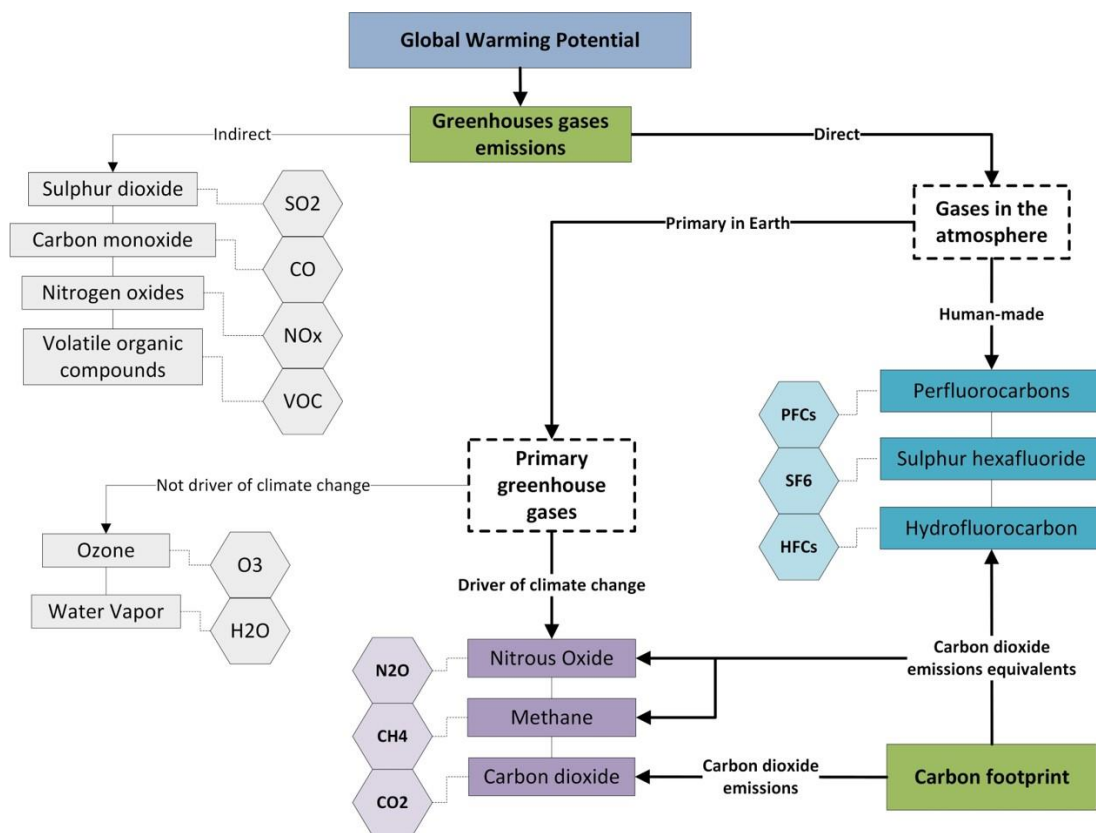 Global Warming Potential
Greenhouses gases
emissions
Indirect
Direct
Sulphur dioxide
SO2
Carbon monoxide
CO
Nitrogen oxides
NOx
Volatile organic
compounds
VOC
Gases in the
atmosphere
Primary in Earth
Human-made
Perfluorocarbons
PFCs
Sulphur hexafluoride
SF6
Hydrofluorocarbon
HFCs
Primary
greenhouse
gases
Not driver of climate change
Ozone
O3
Water Vapor
H2O
Driver of climate change
Nitrous Oxide
N2O
Methane
CH4
Carbon dioxide
CO2
Carbon dioxide
emissions equivalents
Carbon dioxide
emissions
Carbon footprint